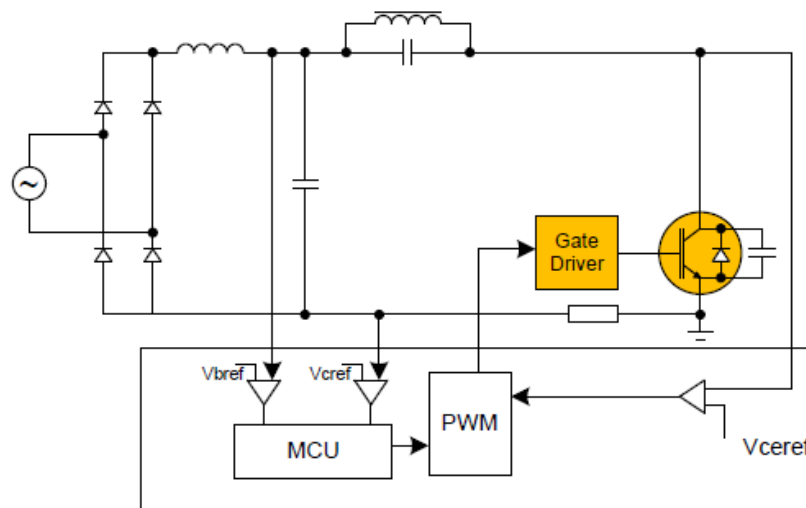 ~
Gate
Driver
Vbref
Vcref
MCU
PWM
Vceref